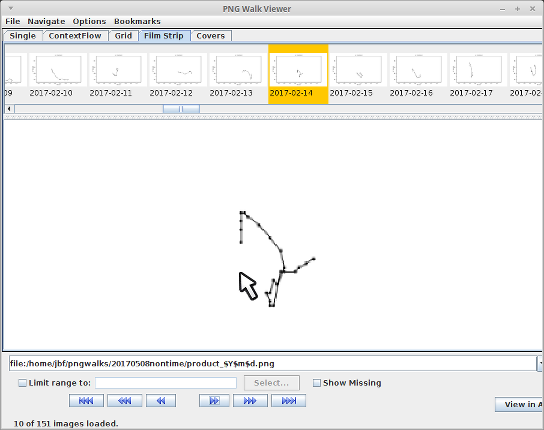 PNG Walk Viewer
File Navigate Options Bookmarks
Single ContextFlow Grid Film Strip Covers
09 2017-02-10 2017-02-11 2017-02-12 2017-02-13 2017-02-14 2017-02-15 2017-02-16 2017-02-17 2017-02
file:/home/jbf/pngwalks/20170508nontime/product_$Y$m$d.png
Limit range to: Select... Show Missing
View in A
10 of 151 images loaded.